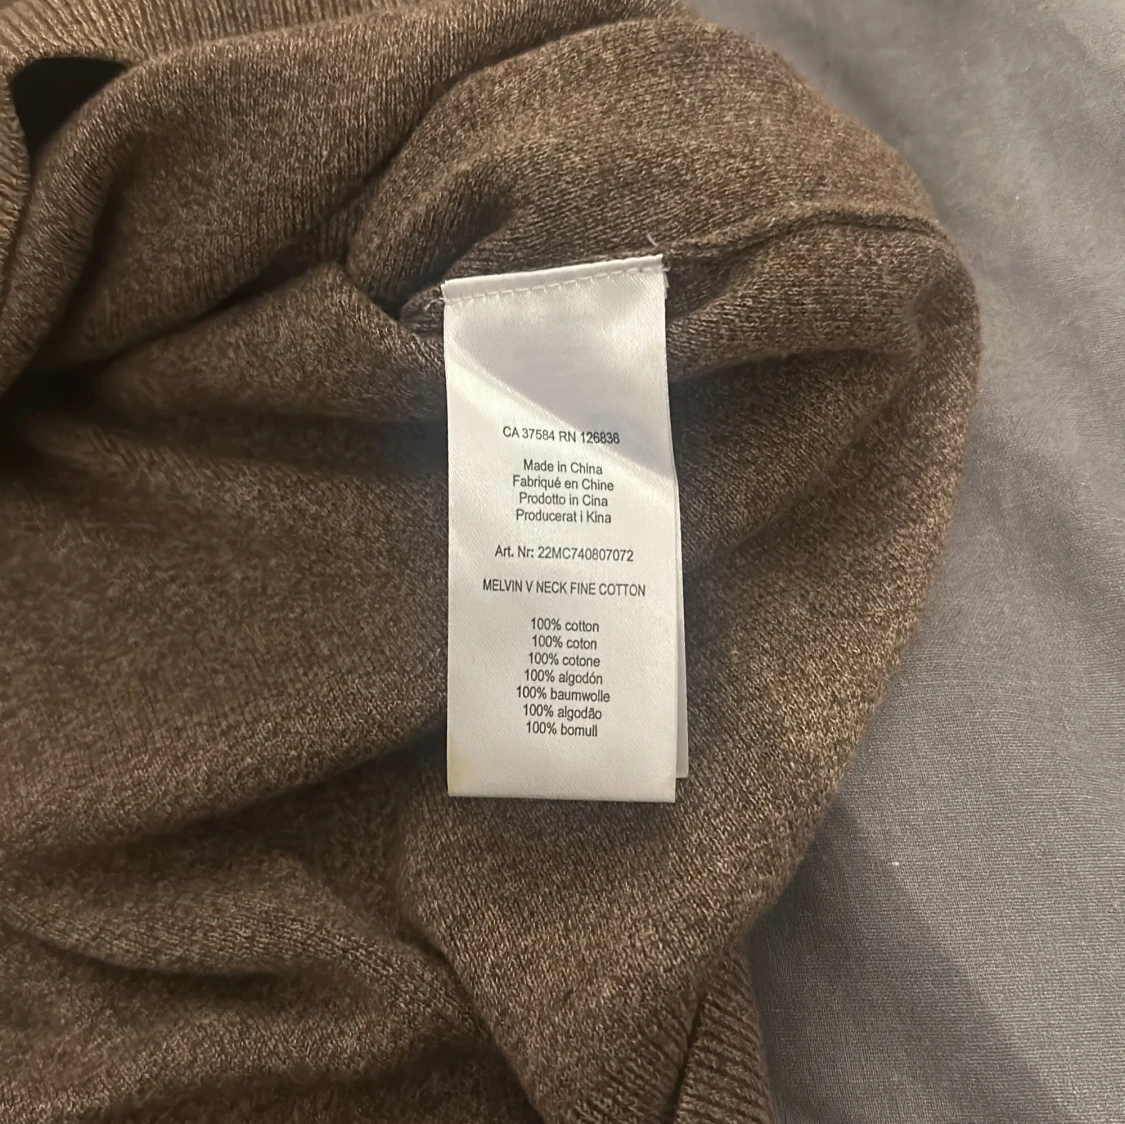 CA 37584 RN 126836
Made in China
Fabriqué en Chine
Prodotto in Cina
Producerat i Kina
Art. Nr: 22MC740807072
MELVIN V NECK FINE COTTON
100% cotton
100% coton
100% cotone
100% algodón
100% baumwolle
100% algodão
100% bomull